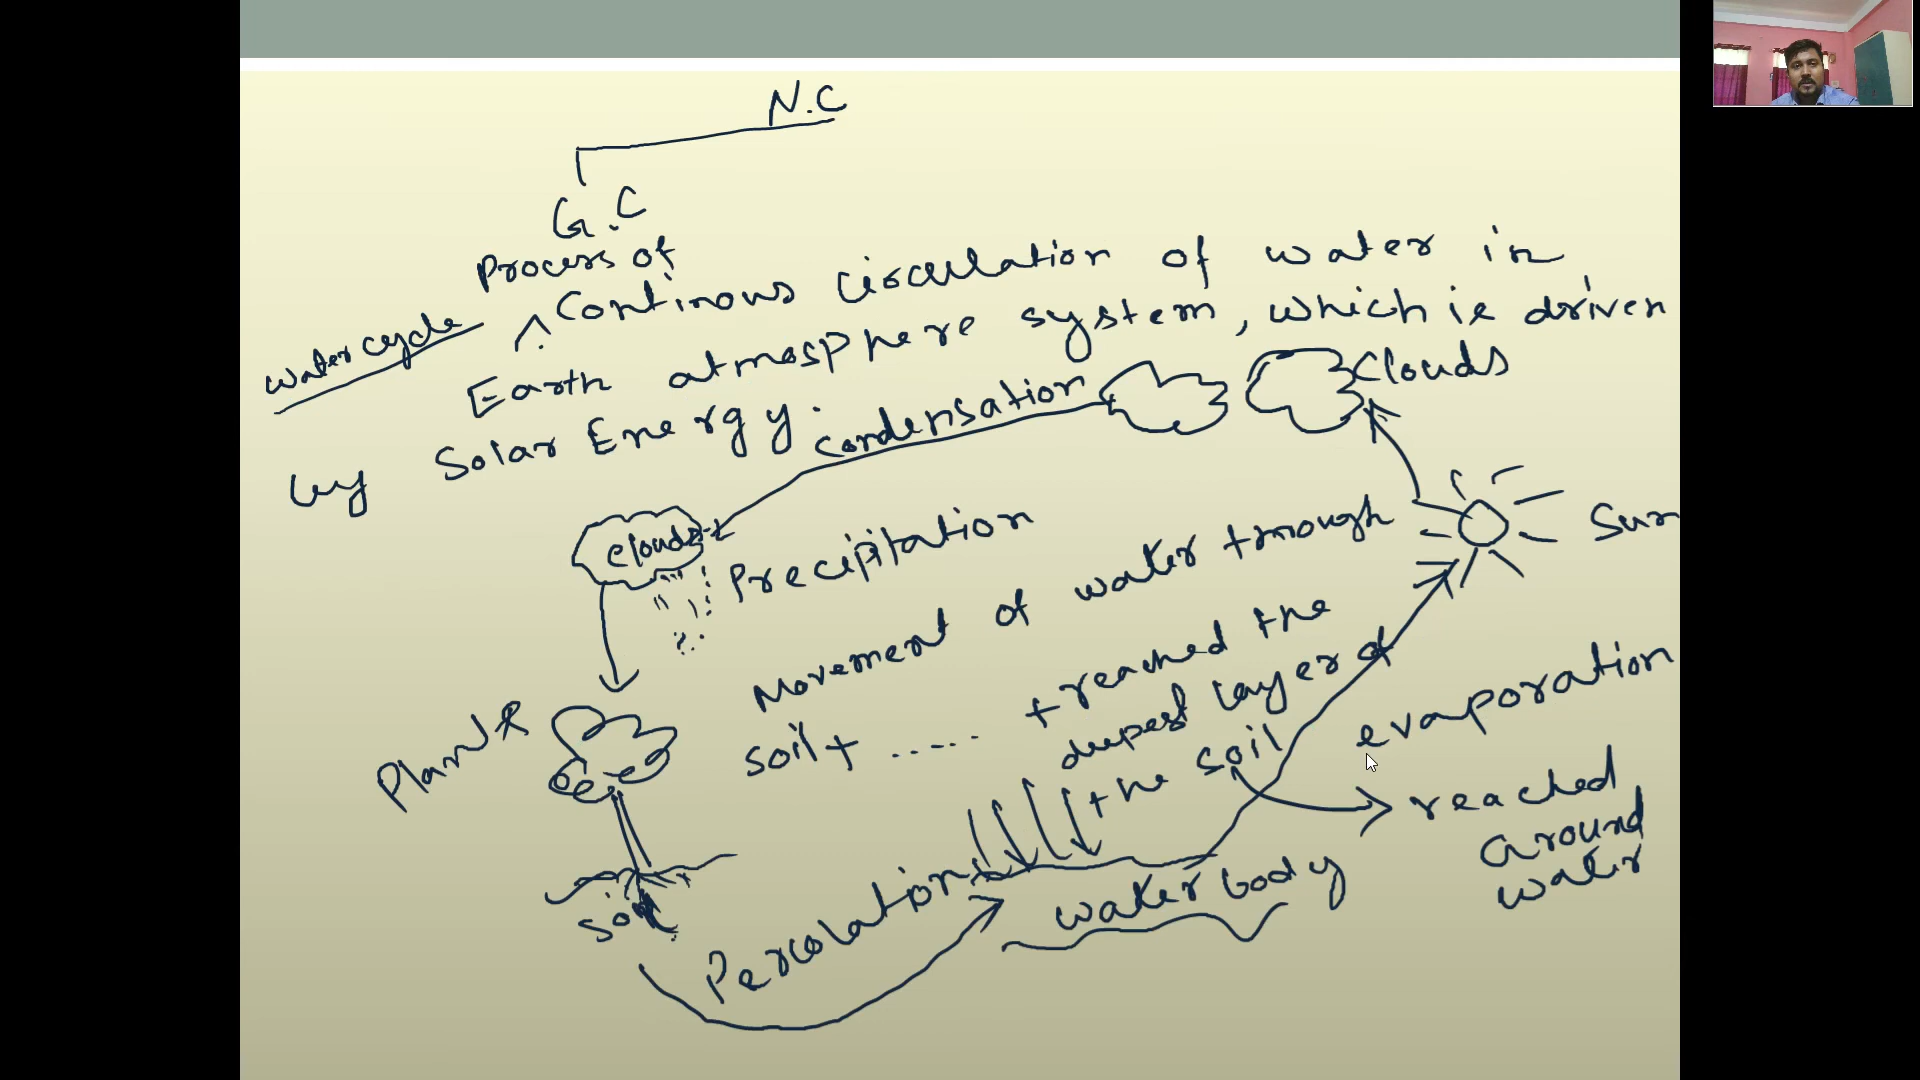 N.C
G.C
Process of
water cycle
Continous circulation of water in
Earth atmosphere system, which is driven
by Solar Energy.
condensation
Clouds
clouds
Sun
Precipitation
Movement of water through
soil + ...... + reached the
deepest layer of
the soil
Plant
evaporation
reached
around
water
soil
Percolation
water body